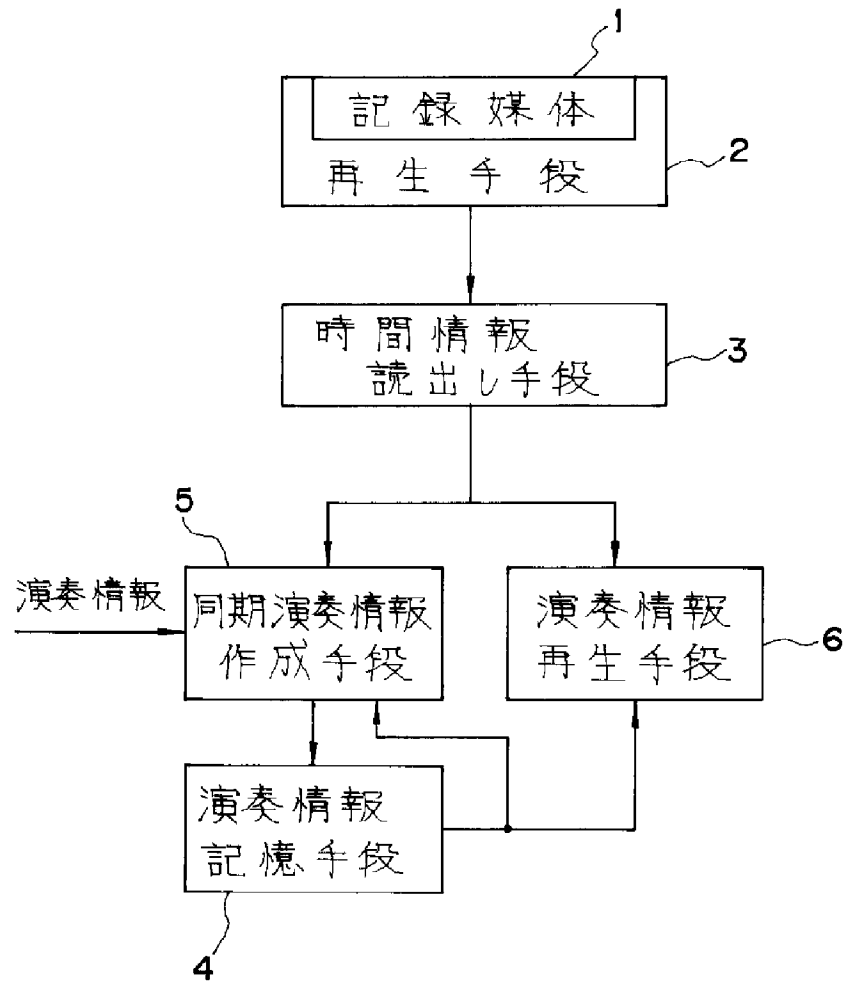 1
記録媒体
2
再生手段
時間情報
読出し手段
3
5
演奏情報
同期演奏情報
作成手段
演奏情報
再生手段
6
演奏情報
記憶手段
4